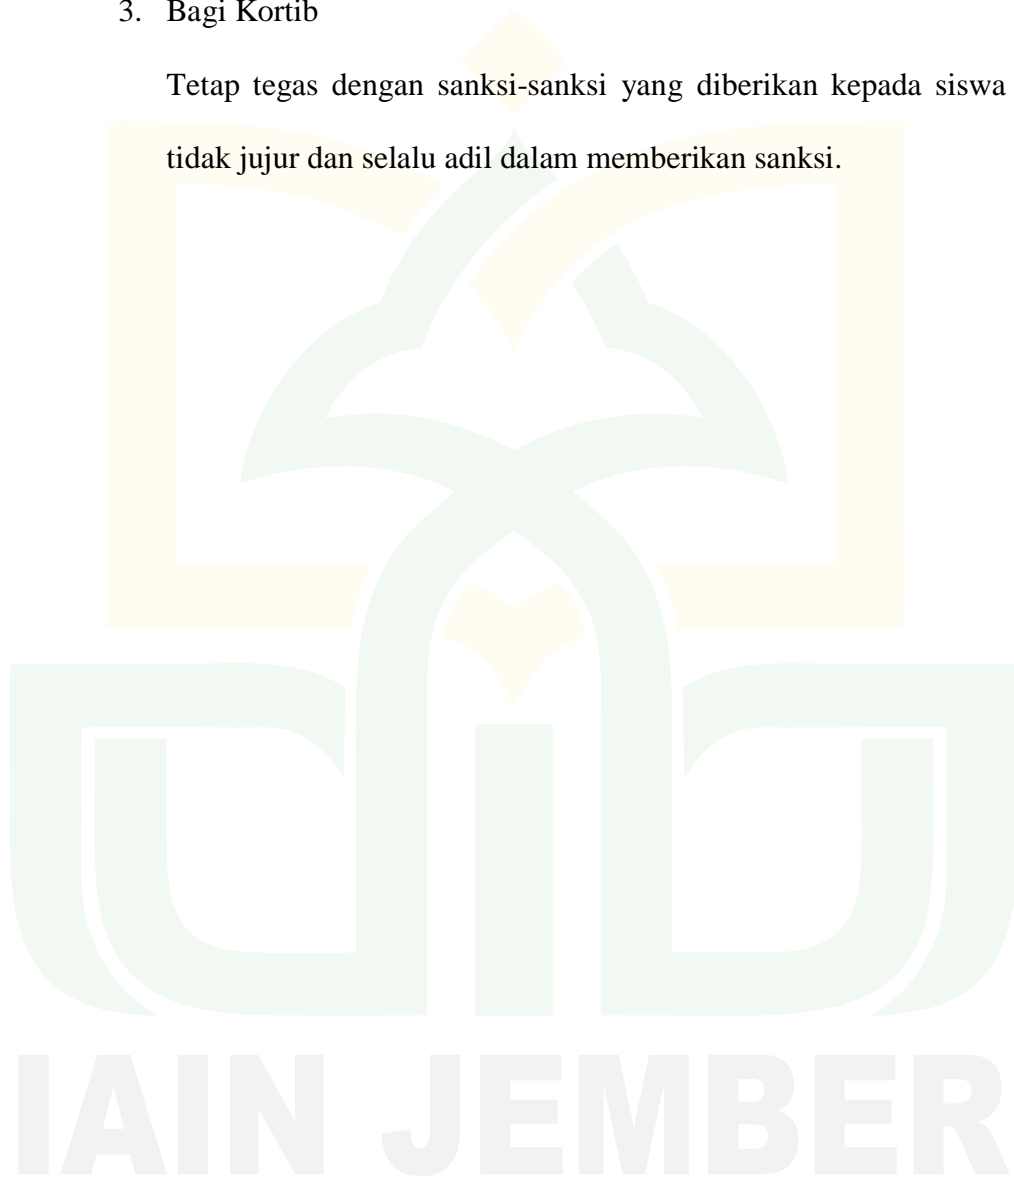 3. Bagi Kortib
Tetap tegas dengan sanksi-sanksi yang diberikan kepada siswa
tidak jujur dan selalu adil dalam memberikan sanksi.
IAIN JEMBER